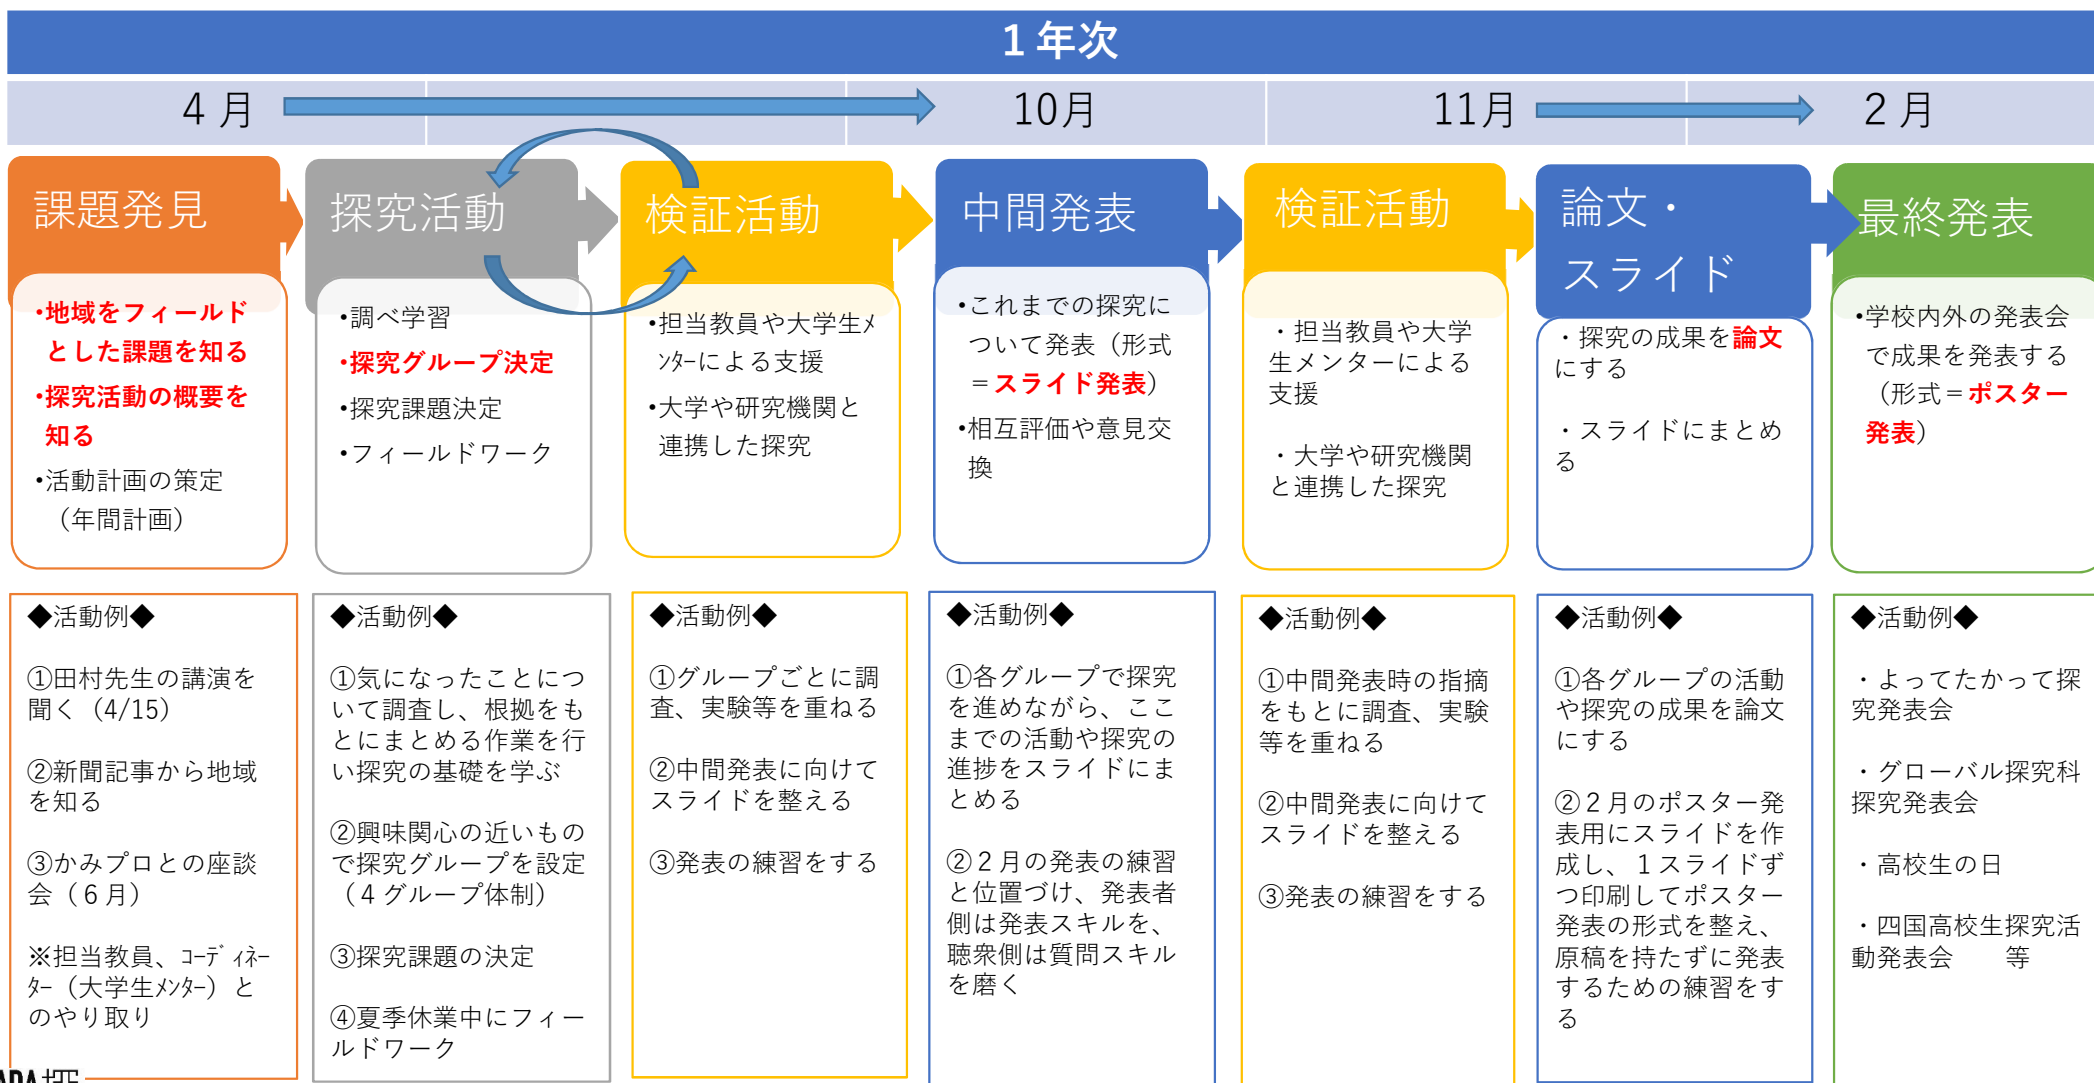 1年次
4月
10月
11月
2月
課題発見
・地域をフィールド
とした課題を知る
・探究活動の概要を
知る
・活動計画の策定
（年間計画）
探究活動
・調べ学習
・探究グループ決定
・探究課題決定
・フィールドワーク
検証活動
・担当教員や大学生ﾒ
ﾝﾀｰによる支援
・大学や研究機関と
連携した探究
中間発表
・これまでの探究に
ついて発表（形式
＝スライド発表）
・相互評価や意見交
換
検証活動
・担当教員や大学
生メンターによる
支援
・大学や研究機関
と連携した探究
論文・
スライド
・探究の成果を論文
にする
・スライドにまとめ
る
最終発表
・学校内外の発表会
で成果を発表する
（形式＝ポスター
発表）
◆活動例◆
①田村先生の講演を
聞く（4/15）
②新聞記事から地域
を知る
③かみプロとの座談
会（６月）
※担当教員、ｺｰﾃﾞｨﾈｰ
ﾀｰ（大学生ﾒﾝﾀｰ）と
のやり取り
◆活動例◆
①気になったことにつ
いて調査し、根拠をも
とにまとめる作業を行
い探究の基礎を学ぶ
②興味関心の近いもの
で探究グループを設定
（４グループ体制）
③探究課題の決定
④夏季休業中にフィー
ルドワーク
◆活動例◆
①グループごとに調
査、実験等を重ねる
②中間発表に向けて
スライドを整える
③発表の練習をする
◆活動例◆
①各グループで探究
を進めながら、ここ
までの活動や探究の
進捗をスライドにま
とめる
②２月の発表の練習
と位置づけ、発表者
側は発表スキルを、
聴衆側は質問スキル
を磨く
◆活動例◆
①中間発表時の指摘
をもとに調査、実験
等を重ねる
②中間発表に向けて
スライドを整える
③発表の練習をする
◆活動例◆
①各グループの活動
や探究の成果を論文
にする
②２月のポスター発
表用にスライドを作
成し、１スライドず
つ印刷してポスター
発表の形式を整え、
原稿を持たずに発表
するための練習をす
る
◆活動例◆
・よってたかって探
究発表会
・グローバル探究科
探究発表会
・高校生の日
・四国高校生探究活
動発表会　　等